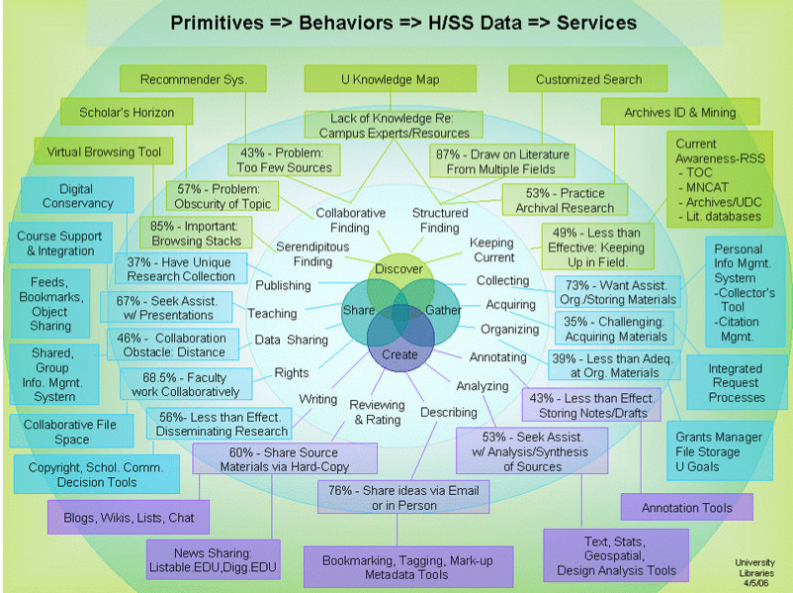 Primitives => Behaviors => H/SS Data => Services
Recommender Sys.
U Knowledge Map
Customized Search
Scholar's Horizon
Lack of Knowledge Re:
Campus Experts/Resources
Archives ID & Mining
Virtual Browsing Tool
43% - Problem:
Too Few Sources
87% - Draw on Literature
From Multiple Fields
Current
Awareness-RSS
- TOC
- MNCAT
- Archives/UDC
- Lit. databases
Digital
Conservancy
57% - Problem:
Obscurity of Topic
53% - Practice
Archival Research
85% - Important:
Browsing Stacks
Collaborative
Finding
Structured
Finding
49% - Less than
Effective: Keeping
Up in Field.
Course Support
& Integration
Serendipitous
Finding
Keeping
Current
37% - Have Unique
Research Collection
Discover
Personal
Info Mgmt.
System
-Collector's
Tool
-Citation
Mgmt.
Feeds,
Bookmarks,
Object
Sharing
Publishing
Collecting
73% - Want Assist.
Org/Storing Materials
67% - Seek Assist.
w/ Presentations
Teaching
Share
Gather
Acquiring
35% - Challenging:
Acquiring Materials
46% - Collaboration
Obstacle: Distance
Data Sharing
Organizing
Shared,
Group
Info. Mgmt.
System
Create
Annotating
39% - Less than Adeq.
at Org. Materials
Integrated
Request
Processes
68.5% - Faculty
work Collaboratively
Rights
Analyzing
43% - Less than Effect.
Storing Notes/Drafts
Collaborative File
Space
56%- Less than Effect.
Disseminating Research
Writing
Reviewing
& Rating
Describing
53% - Seek Assist.
w/ Analysis/Synthesis
of Sources
Grants Manager
File Storage
U Goals
Copyright, Schol. Comm.
Decision Tools
60% - Share Source
Materials via Hard-Copy
76% - Share ideas via Email
or in Person
Annotation Tools
Blogs, Wikis, Lists, Chat
News Sharing:
Listable.EDU,Digg.EDU
Bookmarking, Tagging, Mark-up
Metadata Tools
Text, Stats,
Geospatial,
Design Analysis Tools
University
Libraries
4/5/06